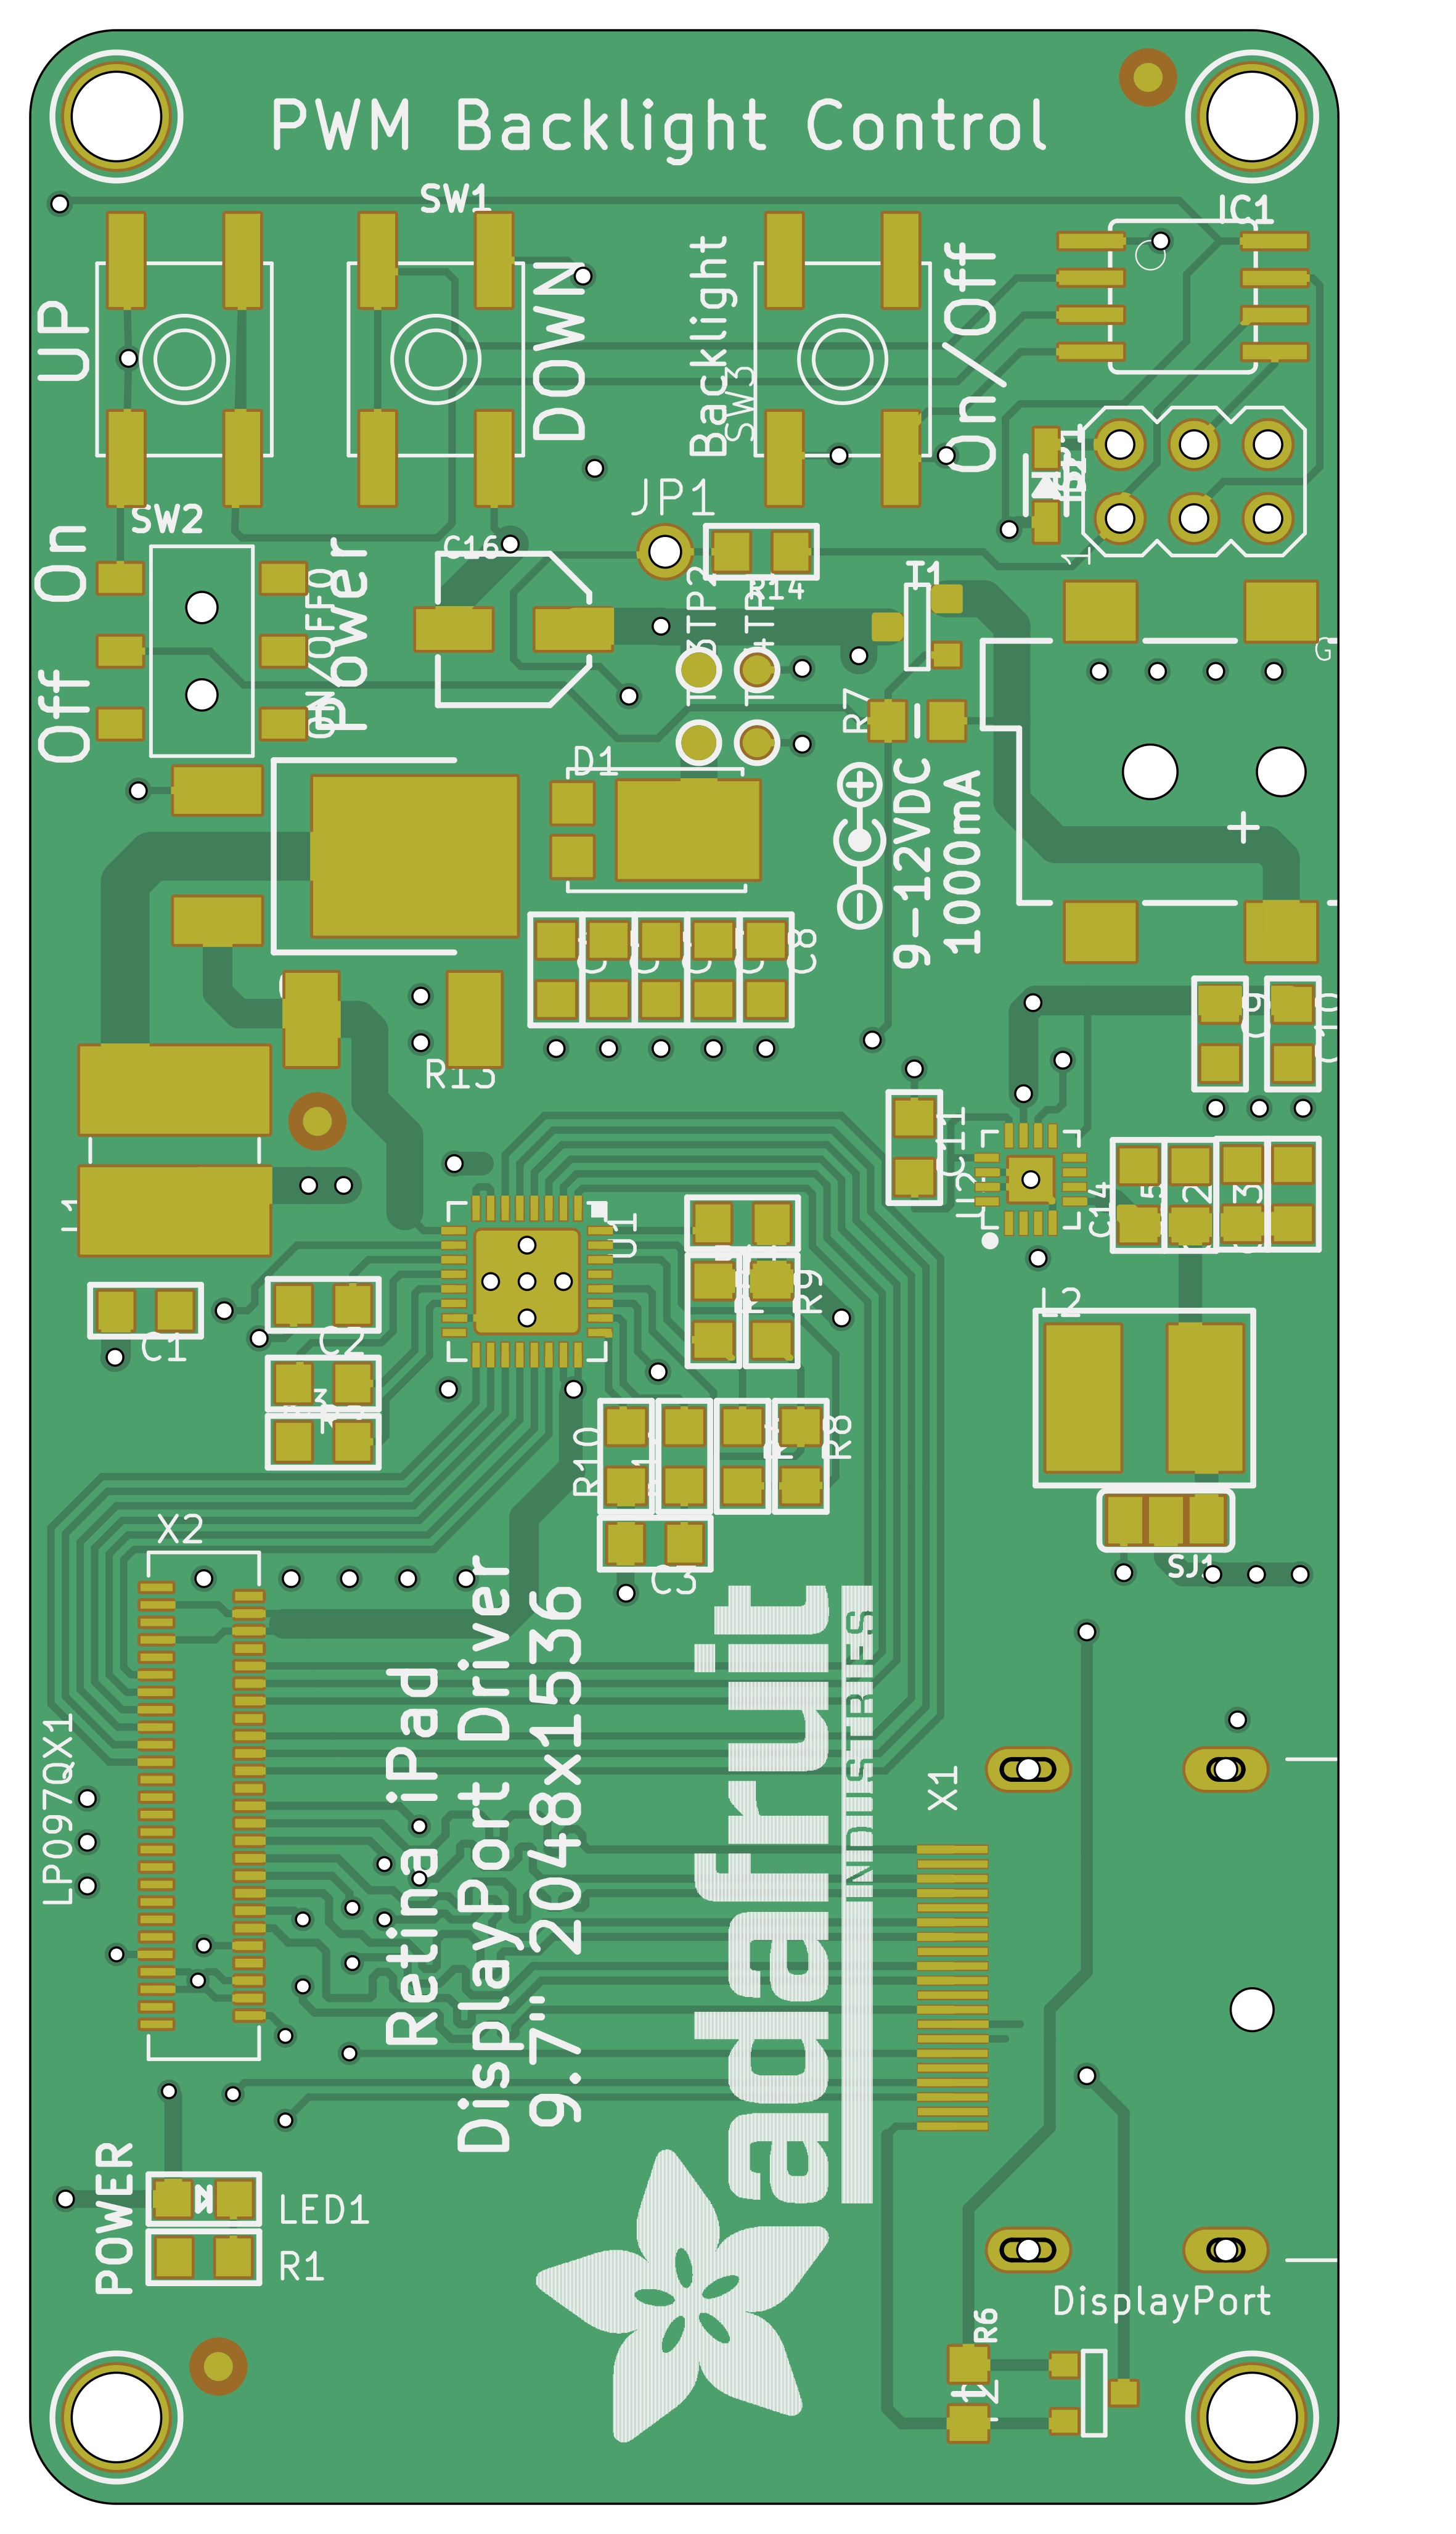 PWM Backlight Control
SW1
IC1
UP
DOWN
Backlight
SW3
On/Off
SW2
JP1
1
C16
R14
T1
On
Off
Power
ON/OFF
TP2
R7
G
D1
+
9-12VDC
1000mA
C8
C9
C10
R13
C11
L1
U1
C14
R9
C1
C2
L2
R10
R8
C3
SJ1
X2
LP097QX1
Retina iPad
DisplayPort Driver
9.7" 2048x1536
adafruit
INDUSTRIES
X1
POWER
LED1
R1
DisplayPort
R6